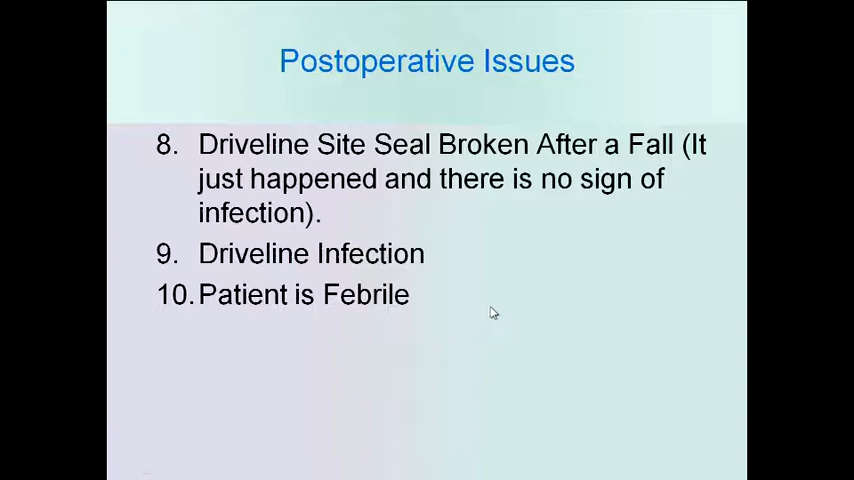 Postoperative Issues
8. Driveline Site Seal Broken After a Fall (It
just happened and there is no sign of
infection).
9. Driveline Infection
10. Patient is Febrile